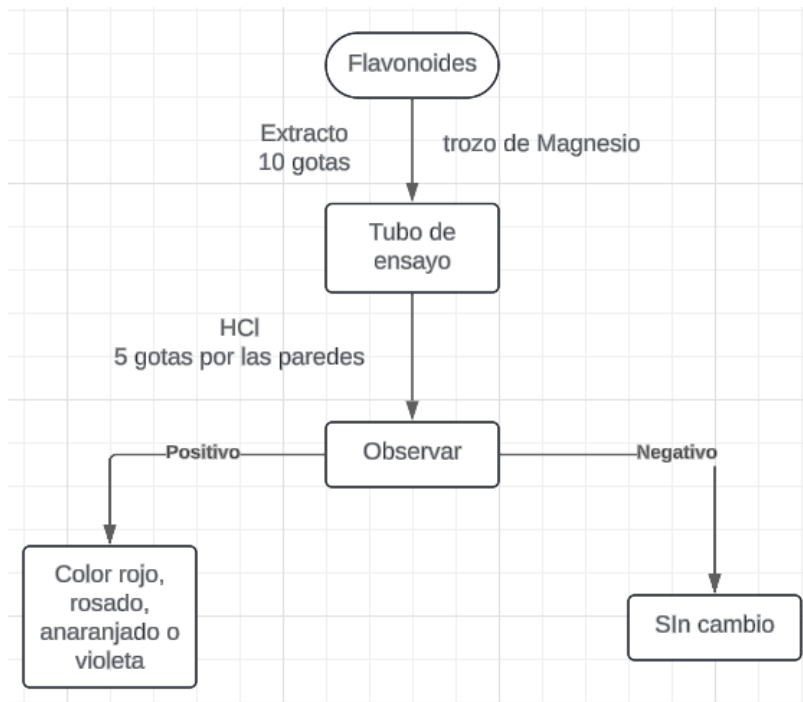 Flavonoides
Extracto
10 gotas
trozo de Magnesio
Tubo de
ensayo
HCl
5 gotas por las paredes
Observar
Positivo
Negativo
Color rojo,
rosado,
anaranjado o
violeta
SIn cambio